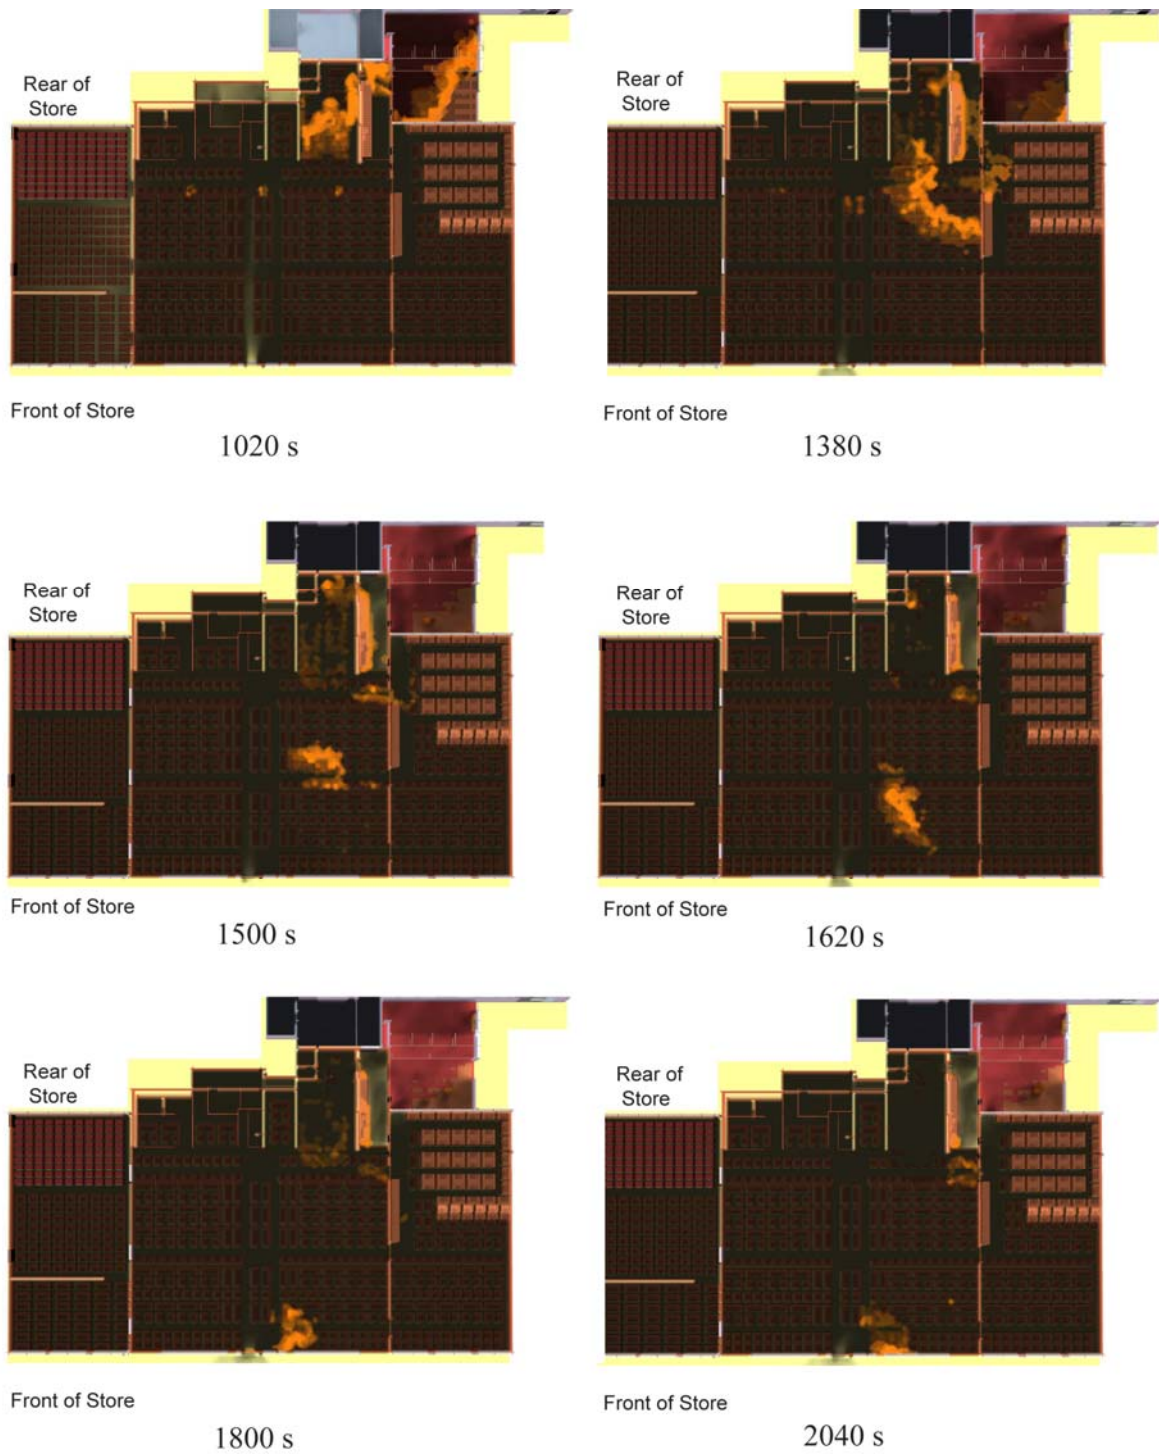 Rear of
Store
Rear of
Store
Front of Store
Front of Store
1020 s
1380 s
Rear of
Store
Rear of
Store
Front of Store
Front of Store
1500 s
1620 s
Rear of
Store
Rear of
Store
Front of Store
Front of Store
1800 s
2040 s